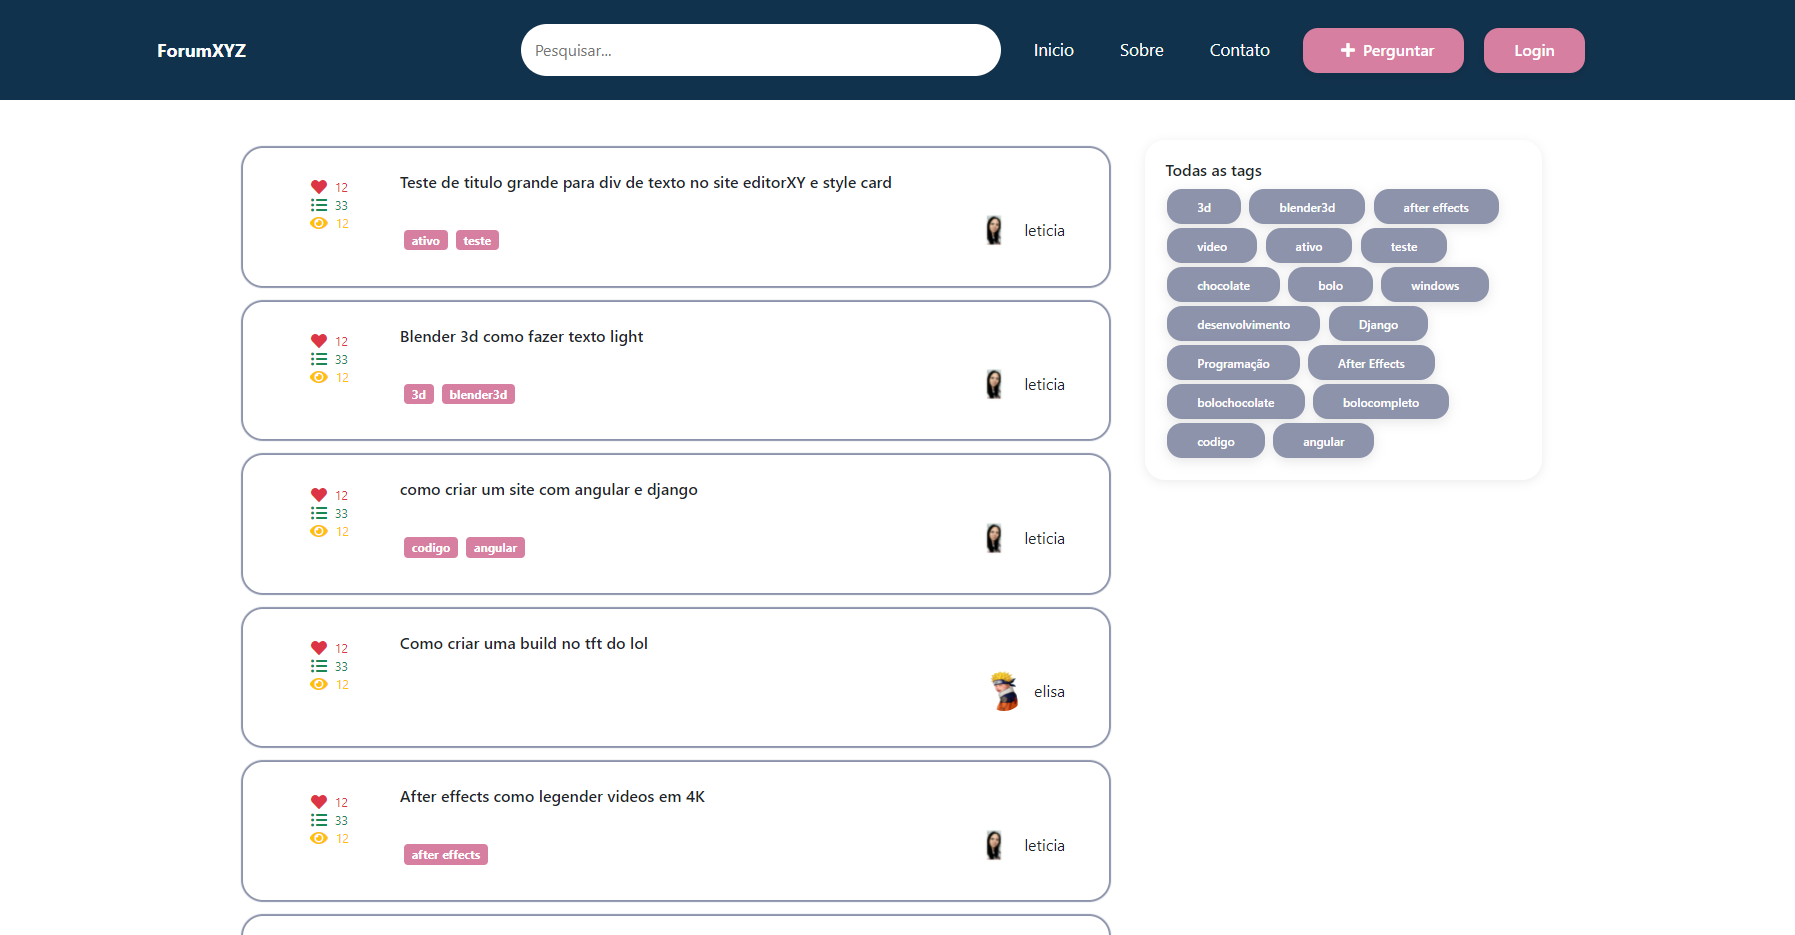 ForumXYZ
Pesquisar...
Inicio
Sobre
Contato
Perguntar
Login
12
33
12
Teste de titulo grande para div de texto no site editorXY e style card
ativo teste
leticia
12
33
12
Blender 3d como fazer texto light
3d blender3d
leticia
12
33
12
como criar um site com angular e django
codigo angular
leticia
12
33
12
Como criar uma build no tft do lol
elisa
12
33
12
After effects como legender videos em 4K
after effects
leticia
Todas as tags
3d blender3d after effects
video ativo teste
chocolate bolo windows
desenvolvimento Django
Programação After Effects
bolochocolate bolocompleto
codigo angular